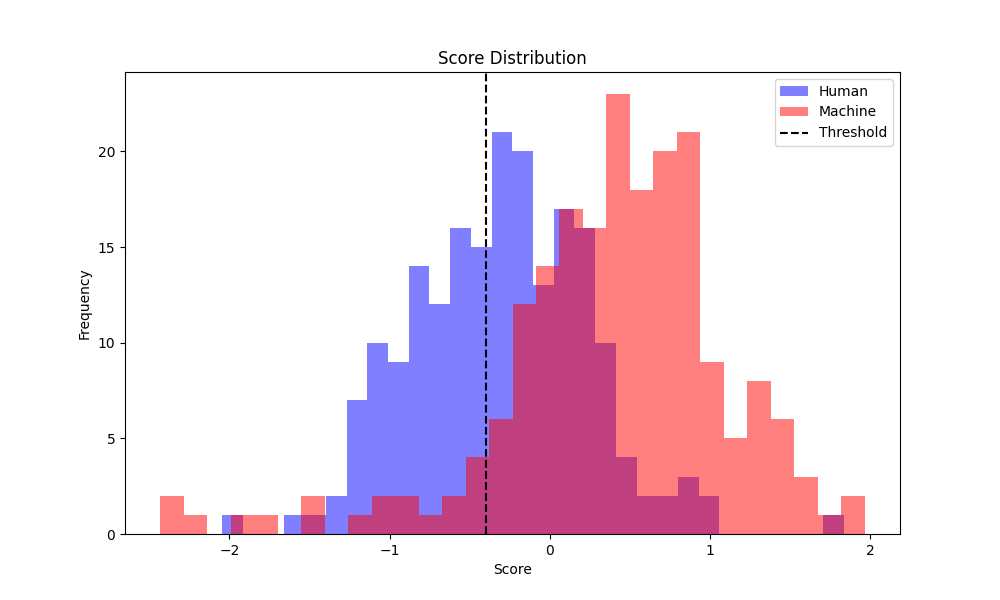 Score Distribution
Human
Machine
Threshold
Frequency
20
15
10
5
0
−2
−1
0
1
2
Score